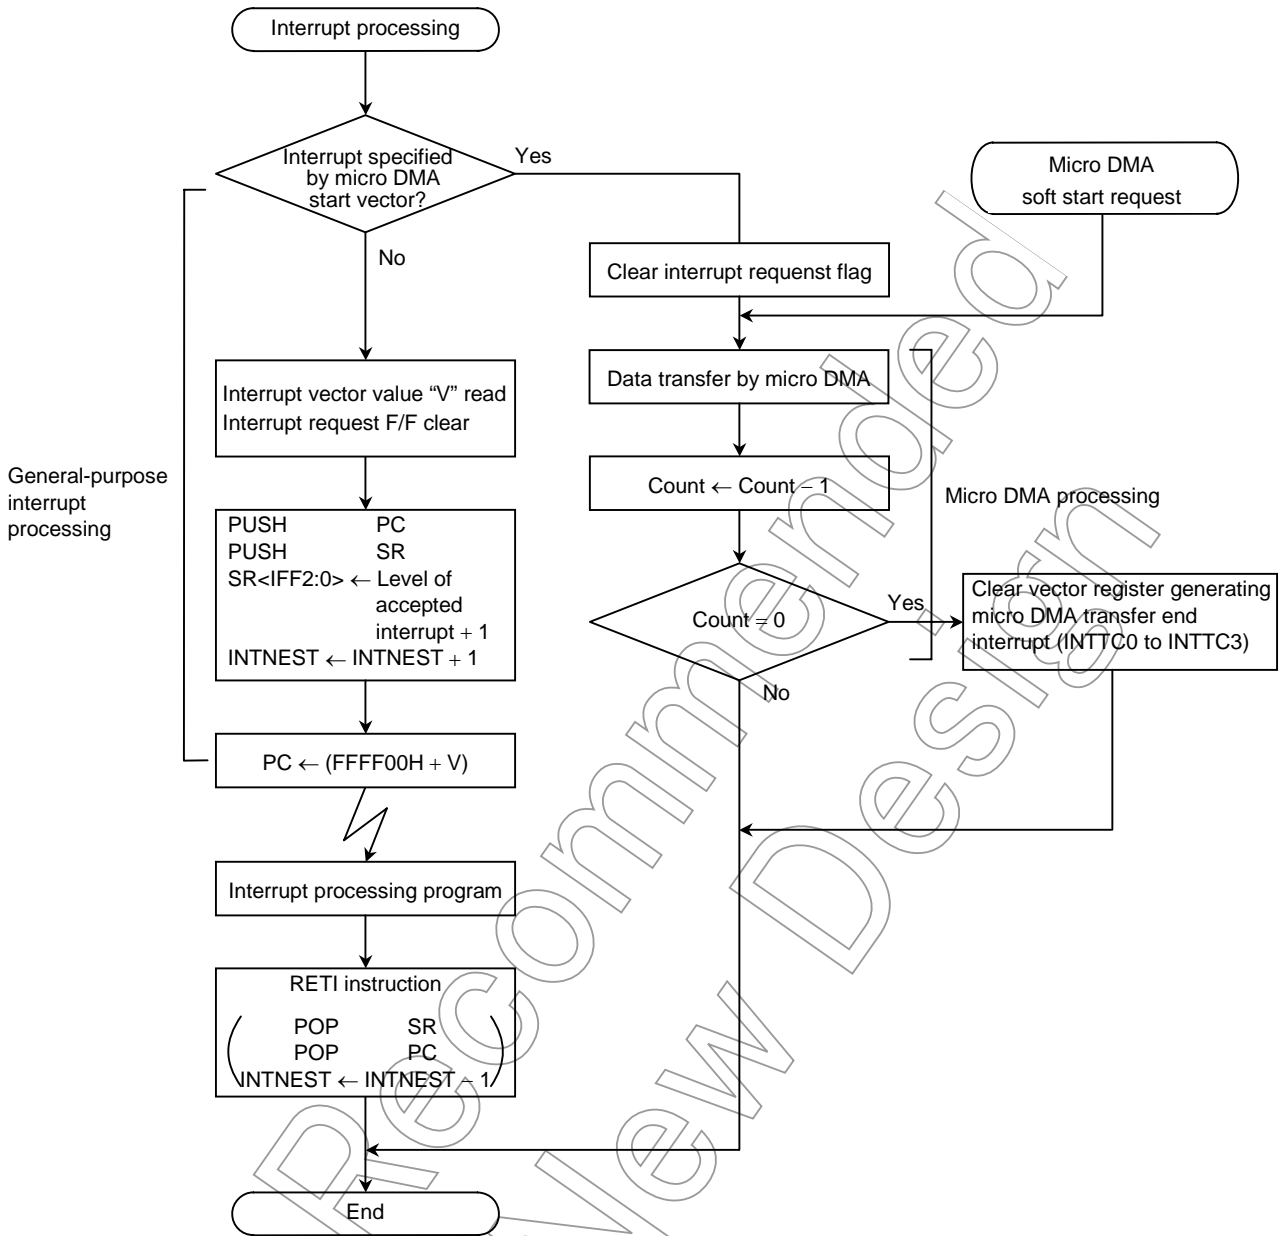 Interrupt processing
Interrupt specified
by micro DMA
start vector?
Yes
No
Micro DMA
soft start request
Clear interrupt requenst flag
Data transfer by micro DMA
Count ← Count − 1
Micro DMA processing
Count = 0
Yes
No
Clear vector register generating
micro DMA transfer end
interrupt (INTTC0 to INTTC3)
General-purpose
interrupt
processing
Interrupt vector value “V” read
Interrupt request F/F clear
PUSH PC
PUSH SR
SR<IFF2:0> ← Level of
accepted
interrupt + 1
INTNEST ← INTNEST + 1
PC ← (FFFF00H + V)
Interrupt processing program
RETI instruction
POP SR
POP PC
INTNEST ← INTNEST − 1
End
Recommended
New Design